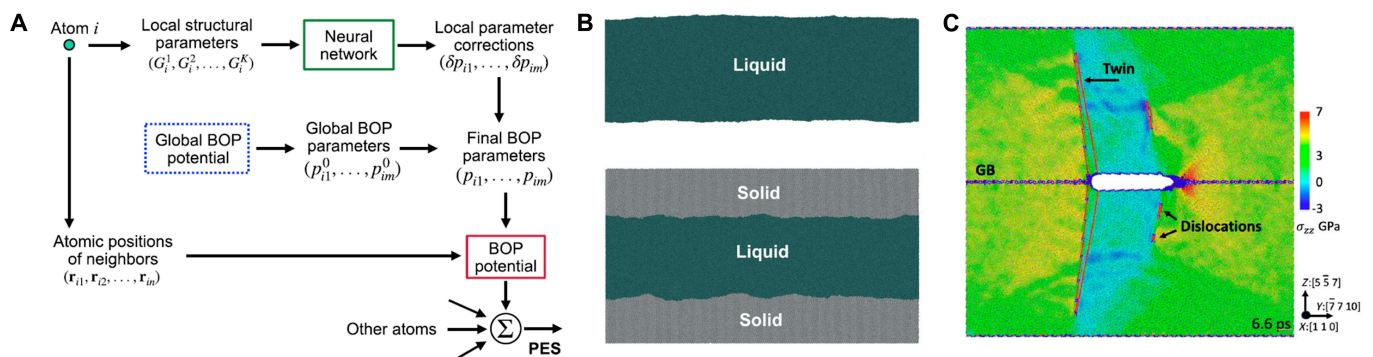 A
Atom i
Local structural
parameters
(G_i^1, G_i^2, . . . , G_i^K)
Neural
network
Local parameter
corrections
(δp_i1, . . . , δp_im)
Global BOP
potential
Global BOP
parameters
(p_i1^0, . . . , p_im^0)
Final BOP
parameters
(p_i1, . . . , p_im)
Atomic positions
of neighbors
(r_i1, r_i2, . . . , r_in)
BOP
potential
Other atoms
Σ
PES
B
Liquid
Solid
Liquid
Solid
C
Twin
GB
Dislocations
6.6 ps
7
3
0
-3
σ_zz GPa
Z:[5 5̅ 7]
Y:[7̅ 7 10]
X:[1 1 0]